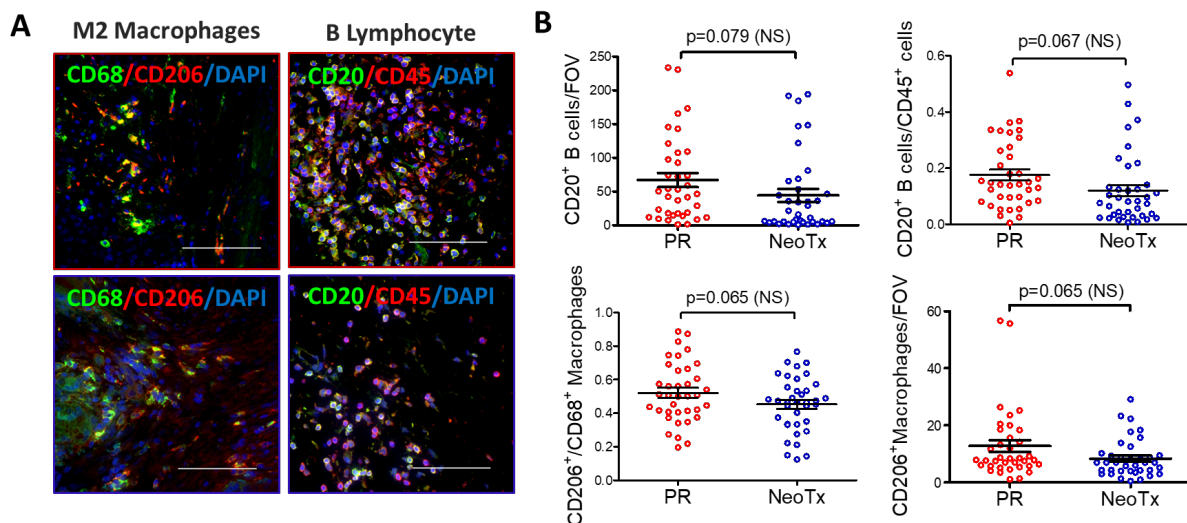 A
M2 Macrophages
B Lymphocyte
CD68/CD206/DAPI
CD20/CD45/DAPI
CD68/CD206/DAPI
CD20/CD45/DAPI
B
p=0.079 (NS)
CD20+ B cells/FOV
250
200
150
100
50
0
PR
NeoTx
p=0.067 (NS)
CD20+ B cells/CD45+ cells
0.6
0.4
0.2
0.0
PR
NeoTx
p=0.065 (NS)
CD206+/CD68+ Macrophages
1.0
0.8
0.6
0.4
0.2
0.0
PR
NeoTx
p=0.065 (NS)
CD206+Macrophages/FOV
60
40
20
0
PR
NeoTx